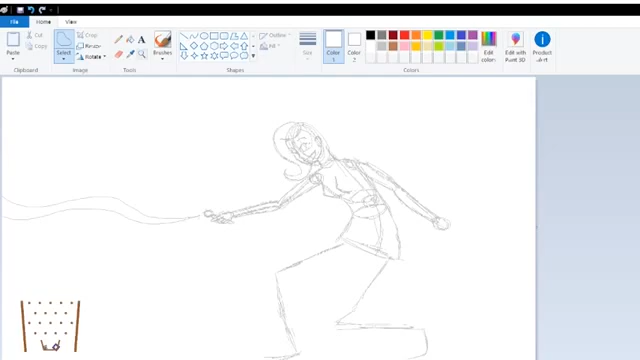 File Home View
Paste
Cut
Copy
Clipboard
Select
Crop
Resize
Rotate
Image
A
Tools
Brushes
Outline
Fill
Shapes
Size
Color
1
Color
2
Colors
Edit
colors
Edit with
Paint 3D
Product
alert